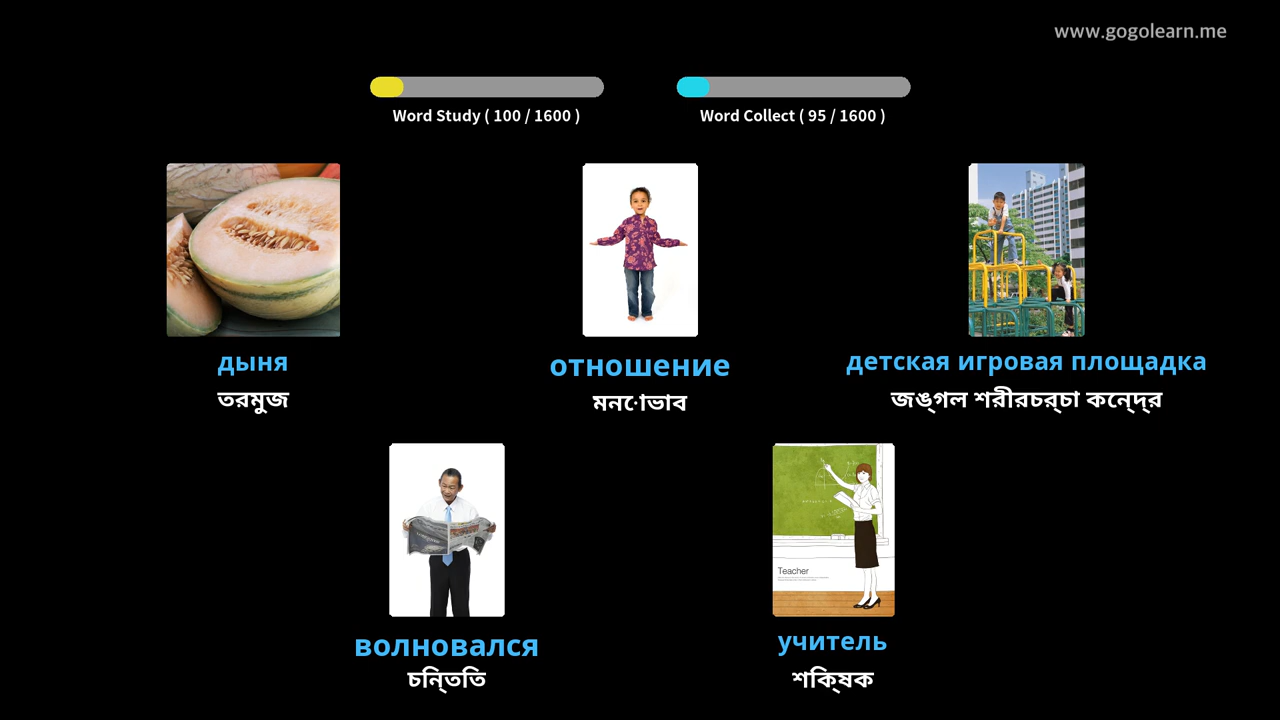 www.gogolearn.me
Word Study ( 100 / 1600 )
Word Collect ( 95 / 1600 )
дыня
তরমুজ
отношение
মনোভাব
детская игровая площадка
জঙ্গল শরীরচর্চা কেন্দ্র
волновался
চিন্তিত
учитель
শিক্ষক
Teacher